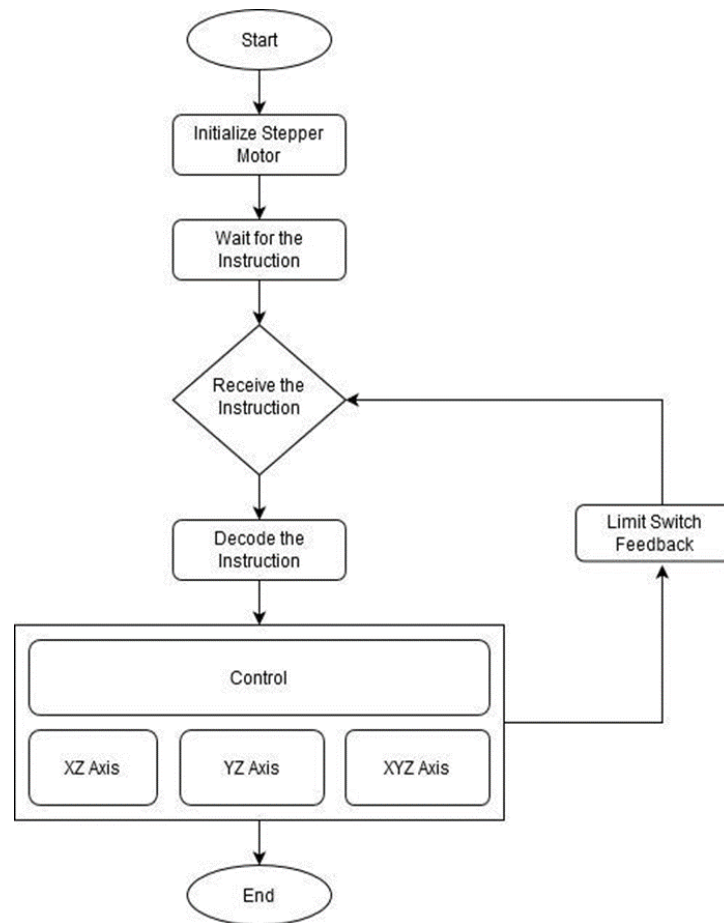 Start
Initialize Stepper
Motor
Wait for the
Instruction
Receive the
Instruction
Decode the
Instruction
Limit Switch
Feedback
Control
XZ Axis
YZ Axis
XYZ Axis
End